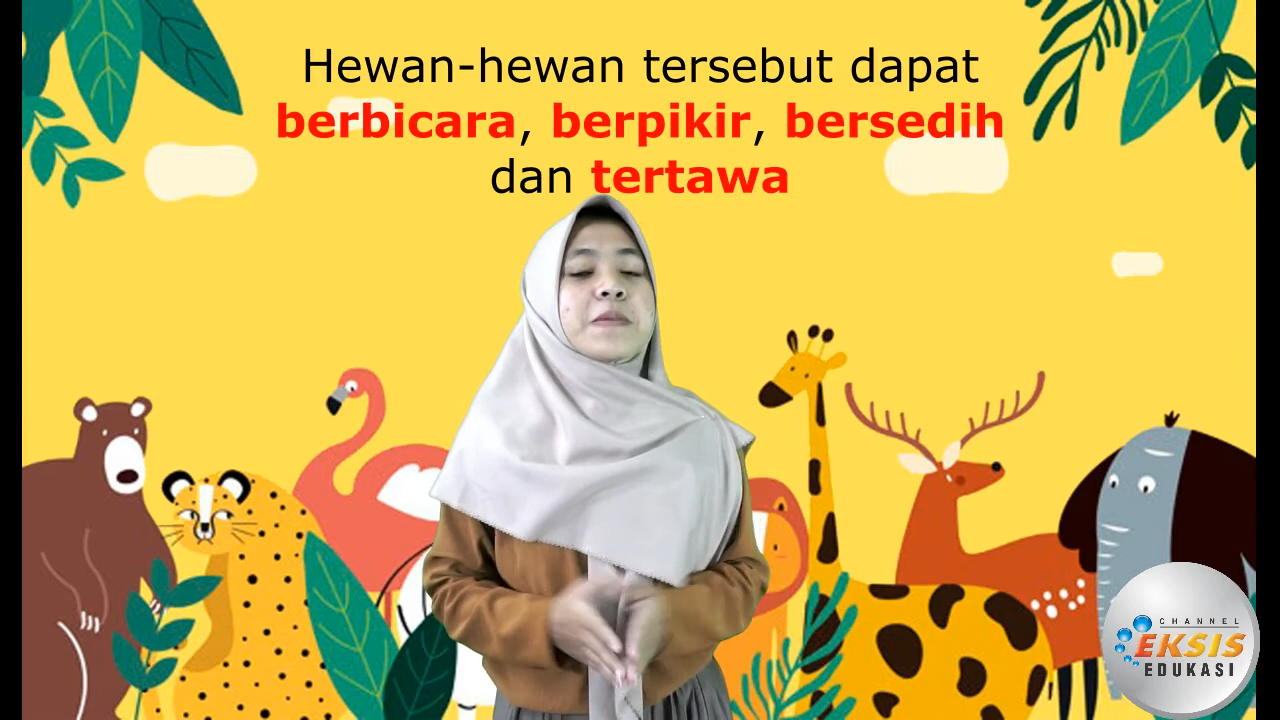 Hewan-hewan tersebut dapat
berbicara, berpikir, bersedih
dan tertawa
CHANNEL
EKSIS
EDUKASI